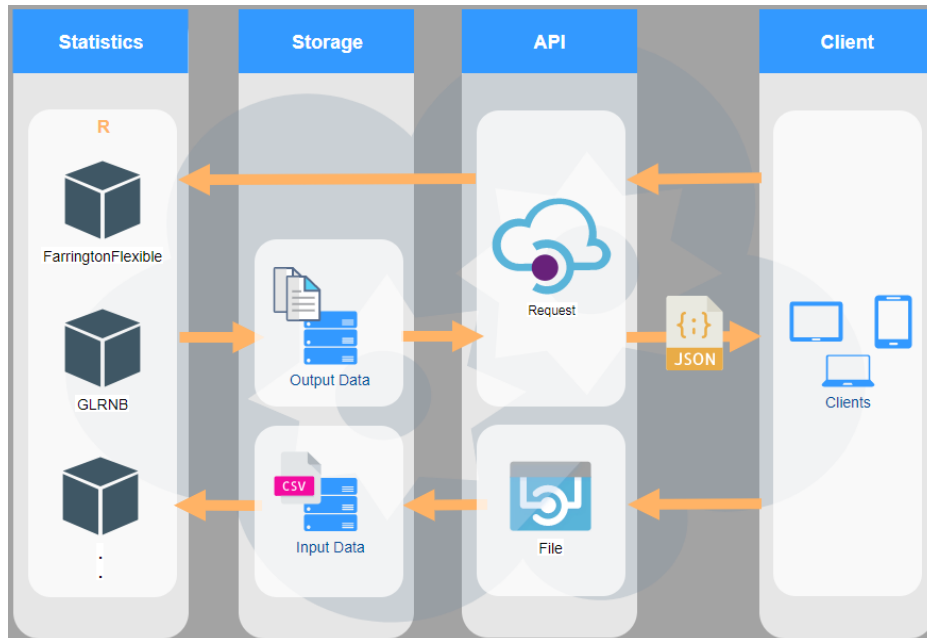 Statistics
Storage
API
Client
R
FarringtonFlexible
GLRNB
.
.
Output Data
CSV
Input Data
Request
File
{;}
JSON
Clients